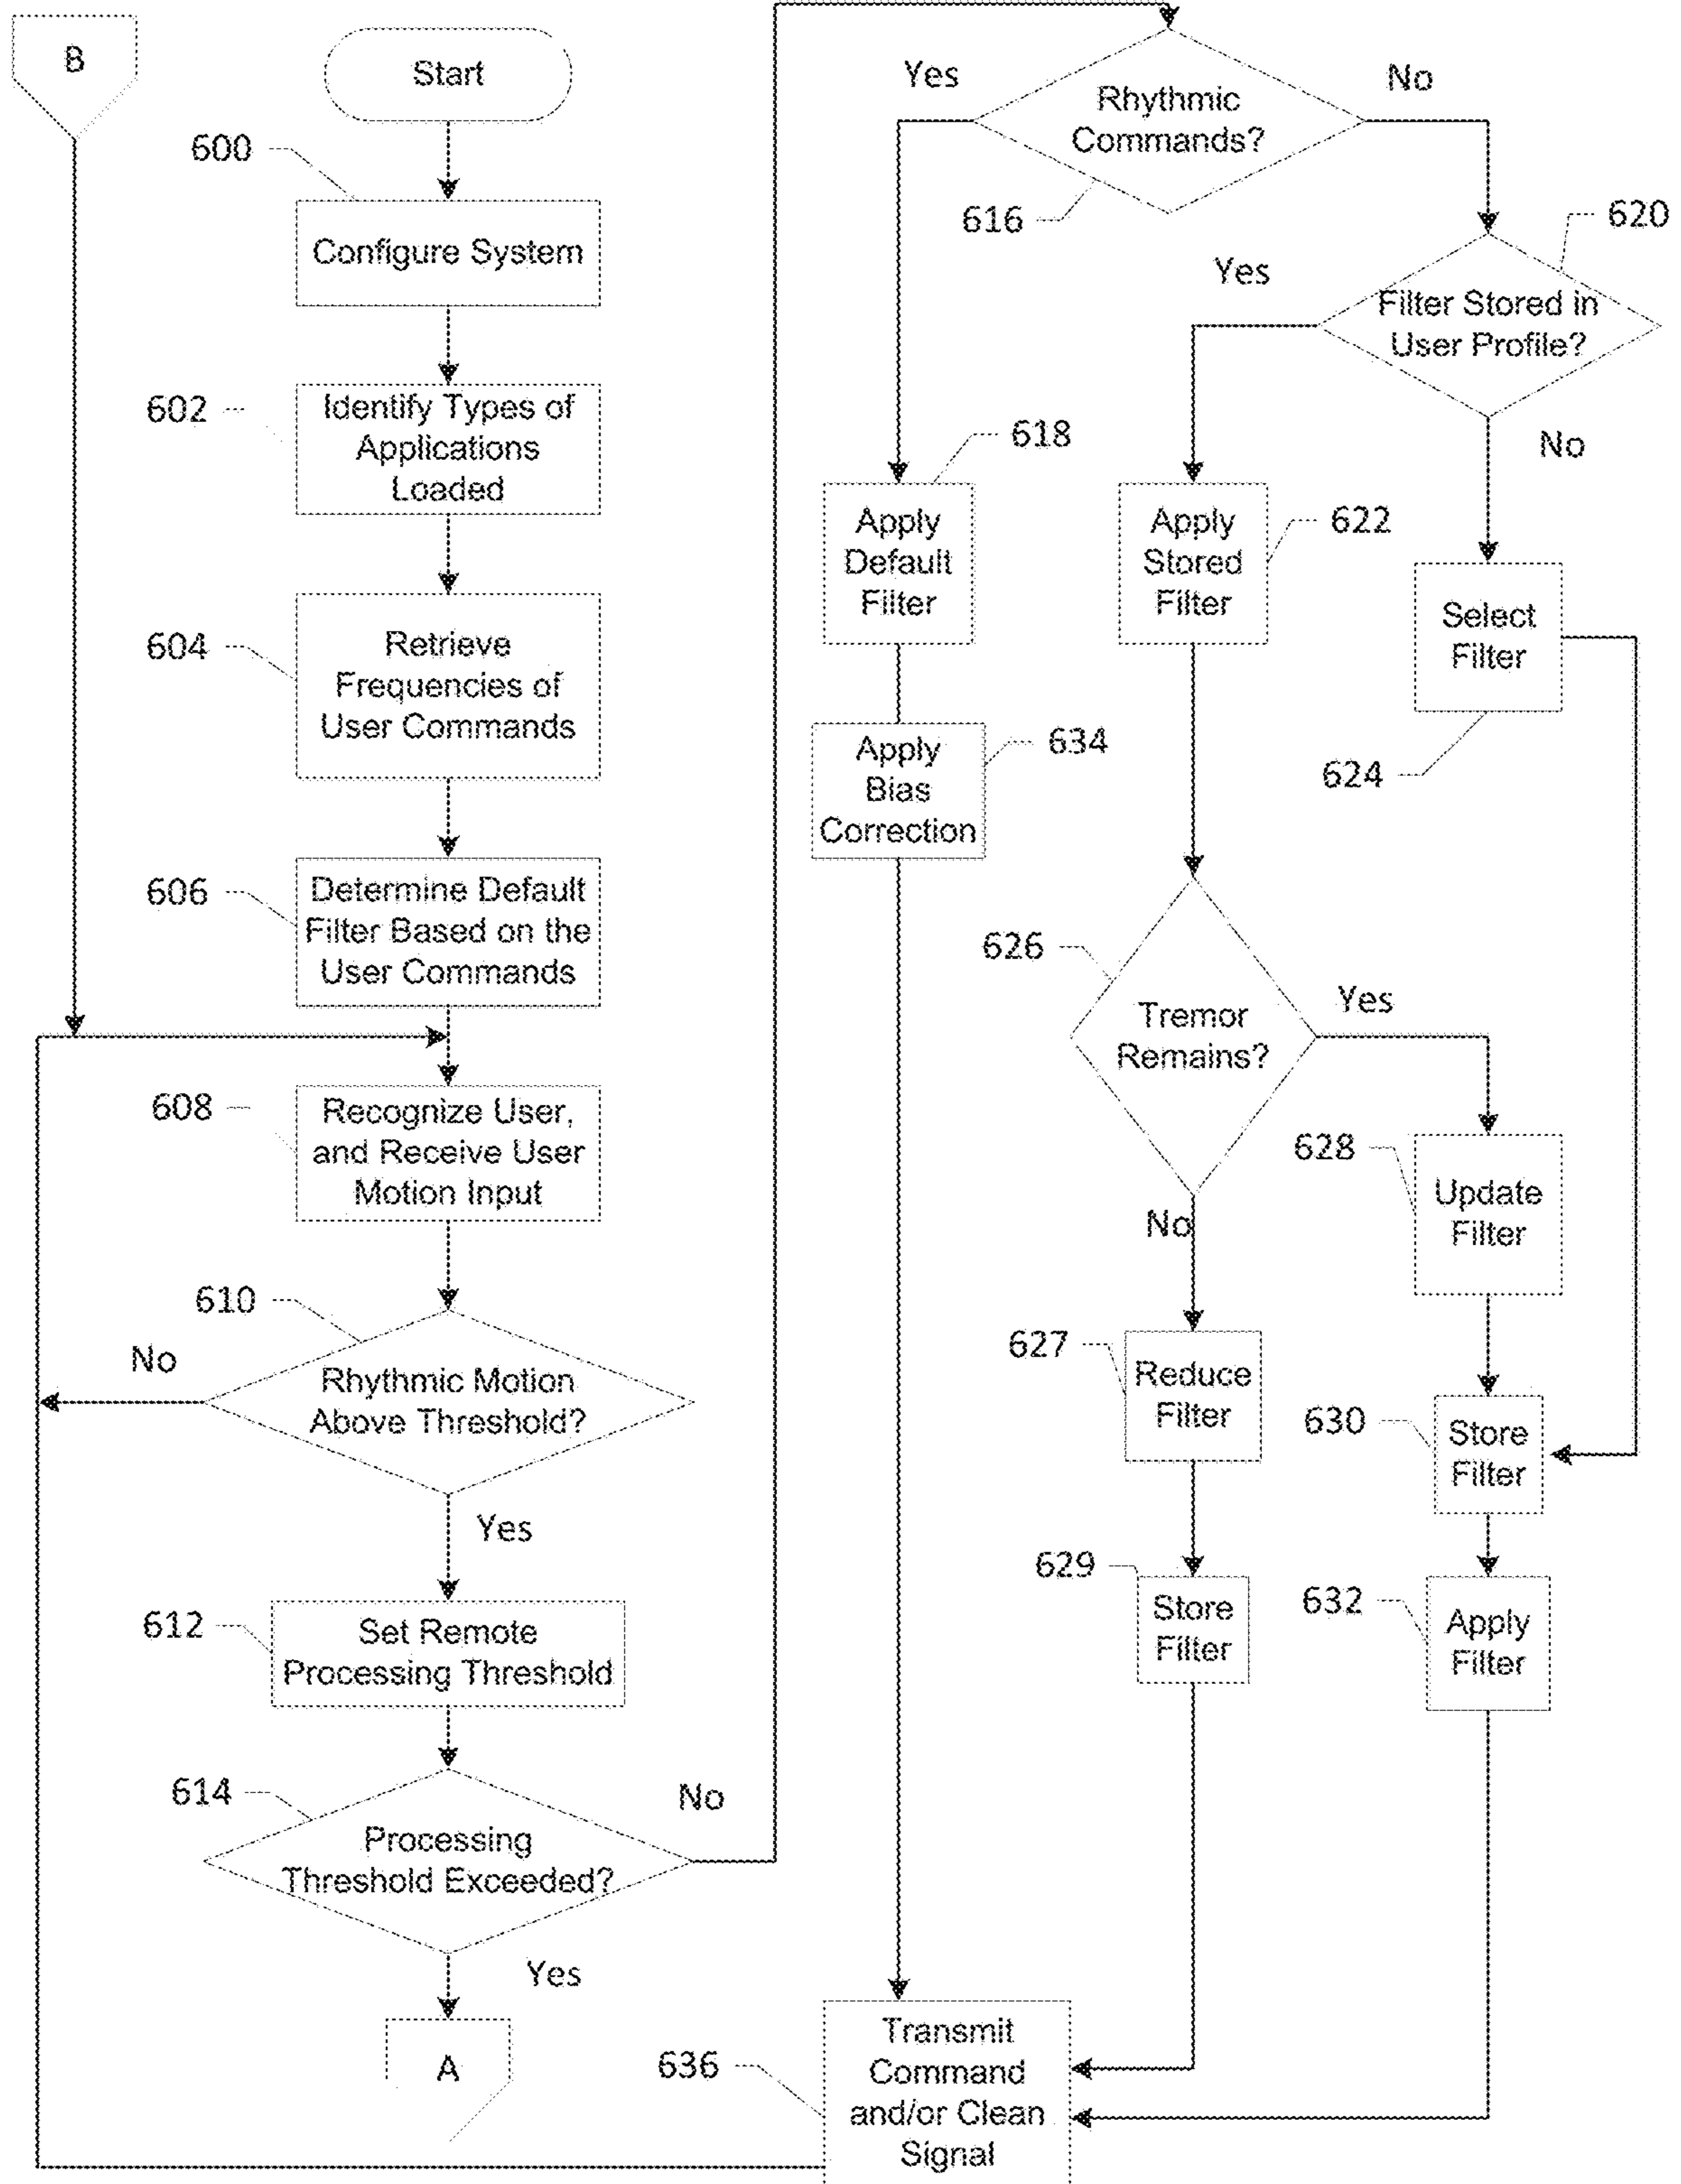 B
Start
600
Configure System
602
Identify Types of
Applications
Loaded
604
Retrieve
Frequencies of
User Commands
606
Determine Default
Filter Based on the
User Commands
608
Recognize User,
and Receive User
Motion Input
610
No
Rhythmic Motion
Above Threshold?
Yes
612
Set Remote
Processing Threshold
614
No
Processing
Threshold Exceeded?
Yes
A
Yes
Rhythmic
Commands?
No
616
620
Yes
Filter Stored in
User Profile?
No
618
Apply
Default
Filter
622
Apply
Stored
Filter
Select
Filter
624
634
Apply
Bias
Correction
626
Tremor
Remains?
Yes
No
628
Update
Filter
627
Reduce
Filter
630
Store
Filter
629
Store
Filter
632
Apply
Filter
636
Transmit
Command
and/or Clean
Signal